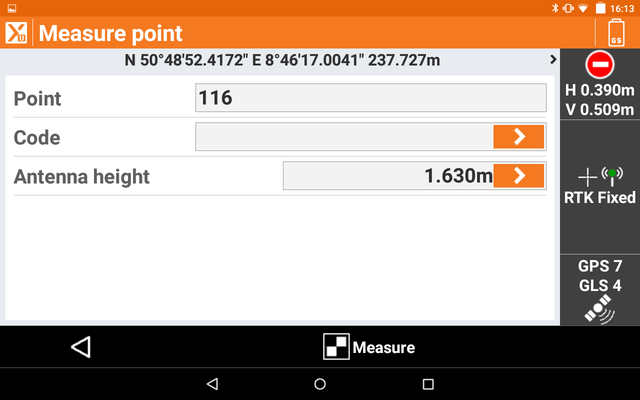 16:13
Measure point
GS
N 50°48'52.4172" E 8°46'17.0041" 237.727m
H 0.390m
V 0.509m
Point
116
Code
Antenna height
1.630m
RTK Fixed
GPS 7
GLS 4
Measure